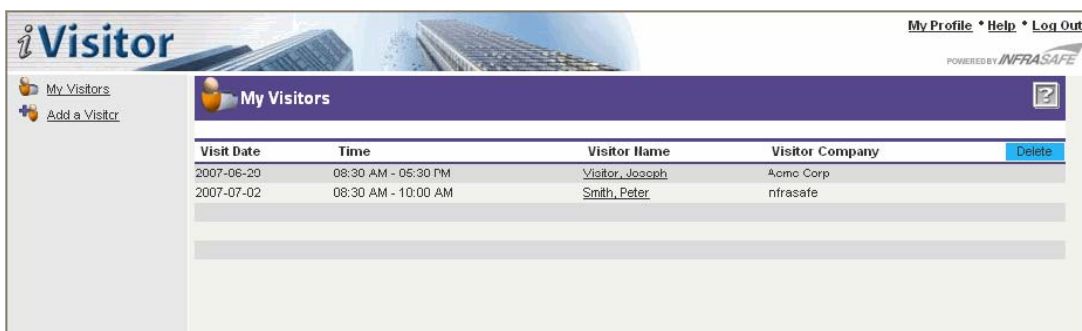 iVisitor
My Profile * Help * Log Out
POWERED BY INFRASAFE
My Visitors
Add a Visitor
My Visitors
?
Visit Date Time Visitor Name Visitor Company Delete
2007-06-20 08:30 AM - 05:30 PM Visitor, Joseph Acme Corp
2007-07-02 08:30 AM - 10:00 AM Smith, Peter nfrasafe